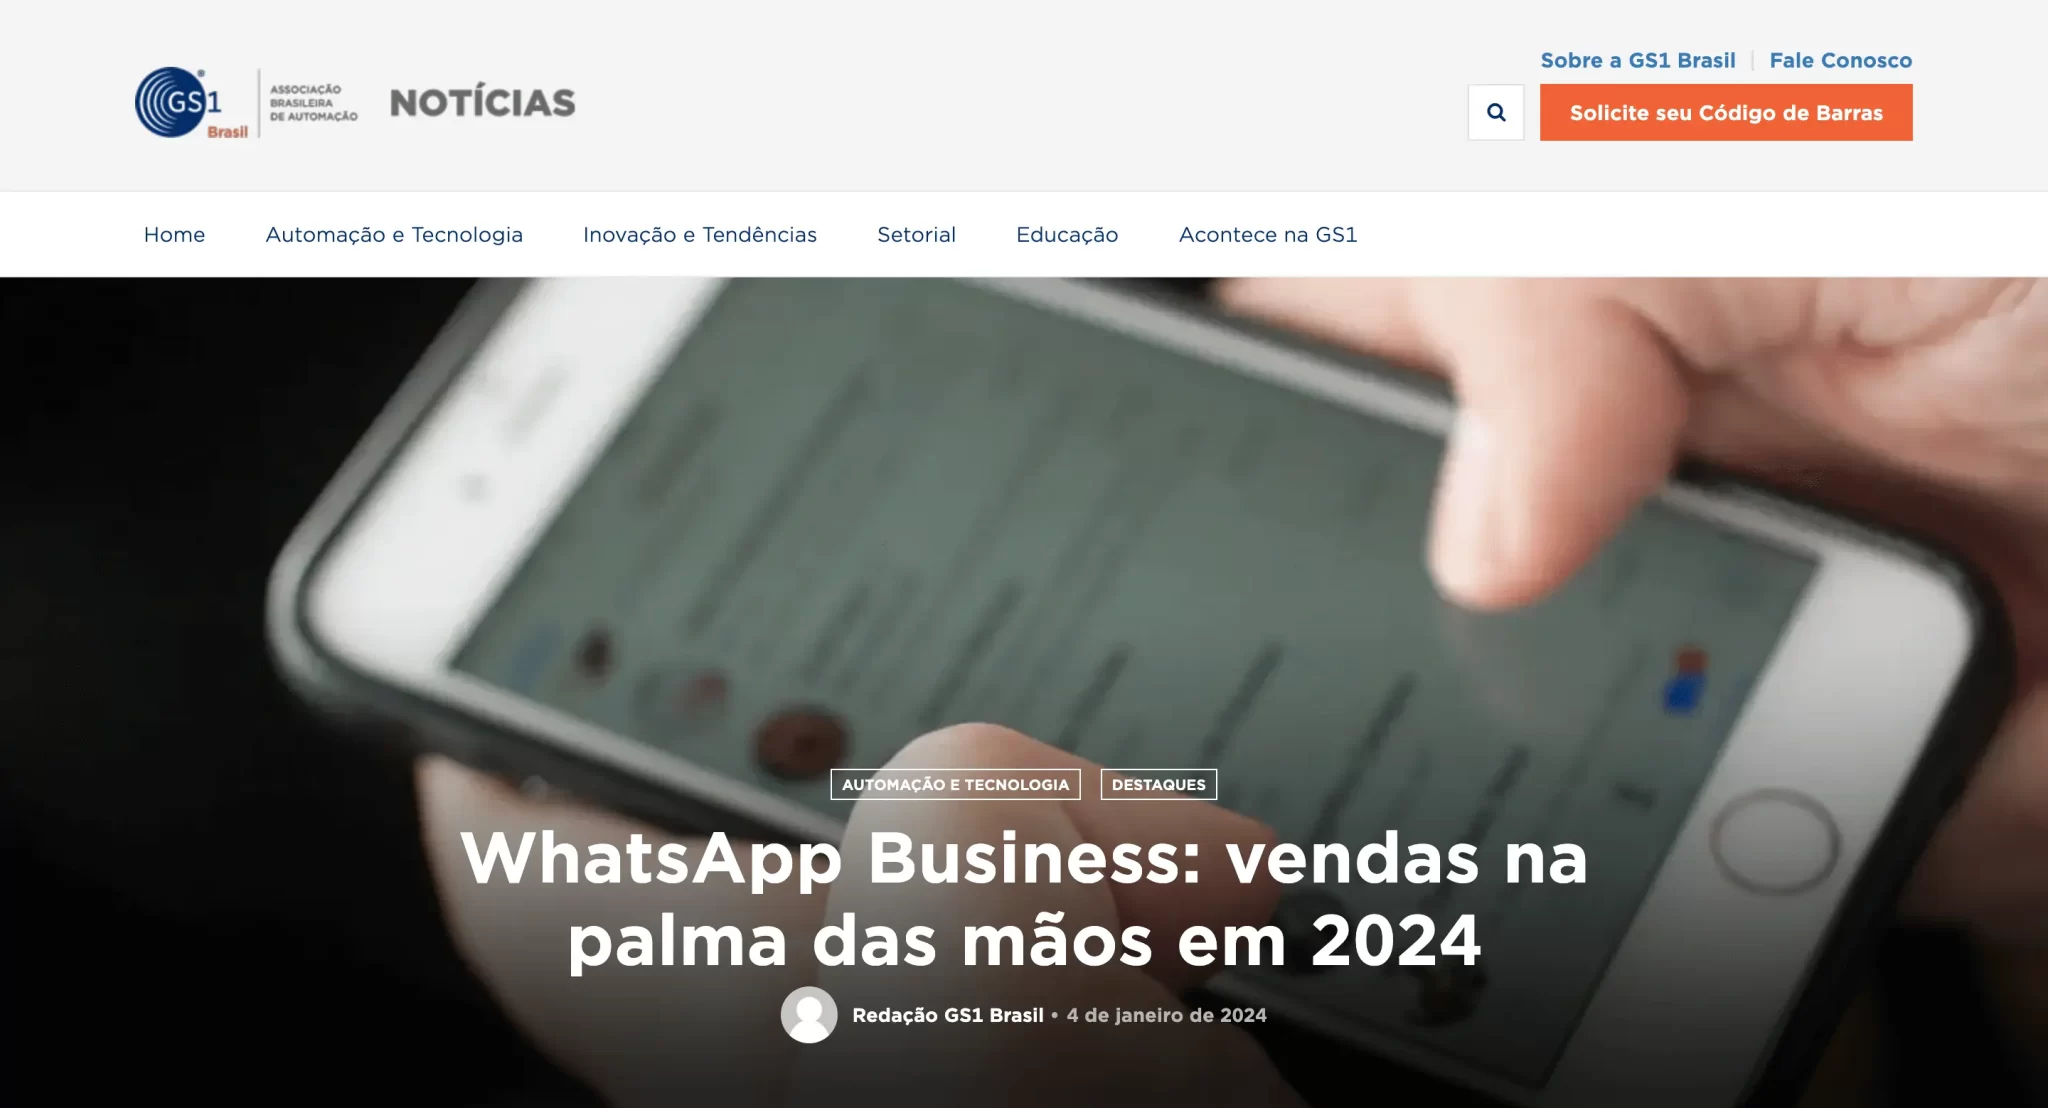 GS1
Brasil
ASSOCIAÇÃO
BRASILEIRA
DE AUTOMAÇÃO
NOTÍCIAS
Sobre a GS1 Brasil
Fale Conosco
Solicite seu Código de Barras
Home
Automação e Tecnologia
Inovação e Tendências
Setorial
Educação
Acontece na GS1
AUTOMAÇÃO E TECNOLOGIA
DESTAQUES
WhatsApp Business: vendas na
palma das mãos em 2024
Redação GS1 Brasil • 4 de janeiro de 2024